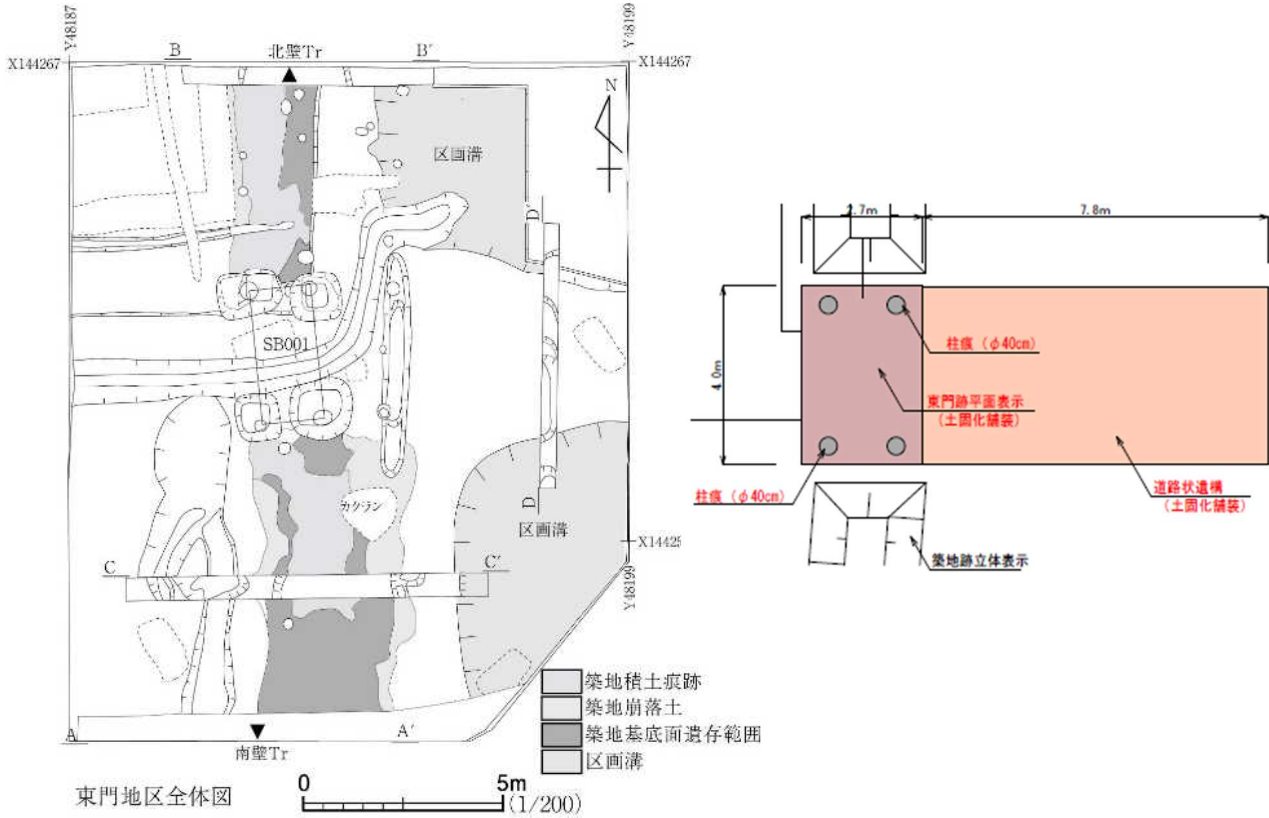 Y48187
Y48199
X144267
B
北壁Tr
B′
X144267
N
区画溝
D′
SB001
カクラン
区画溝
D
X14425
C
C′
Y48199
築地積土痕跡
築地崩落土
築地基底面遺存範囲
区画溝
A
A′
南壁Tr
東門地区全体図
0
5m
(1/200)
2.7m
7.8m
4.0m
柱痕(φ40cm)
東門跡平面表示
(土固化舗装)
柱痕(φ40cm)
道路状遺構
(土固化舗装)
築地跡立体表示